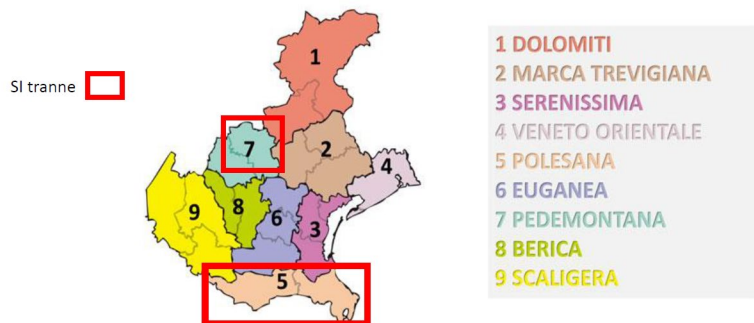 SI tranne
1
2
3
4
5
6
7
8
9
1 DOLOMITI
2 MARCA TREVIGIANA
3 SERENISSIMA
4 VENETO ORIENTALE
5 POLESANA
6 EUGANEA
7 PEDEMONTANA
8 BERICA
9 SCALIGERA